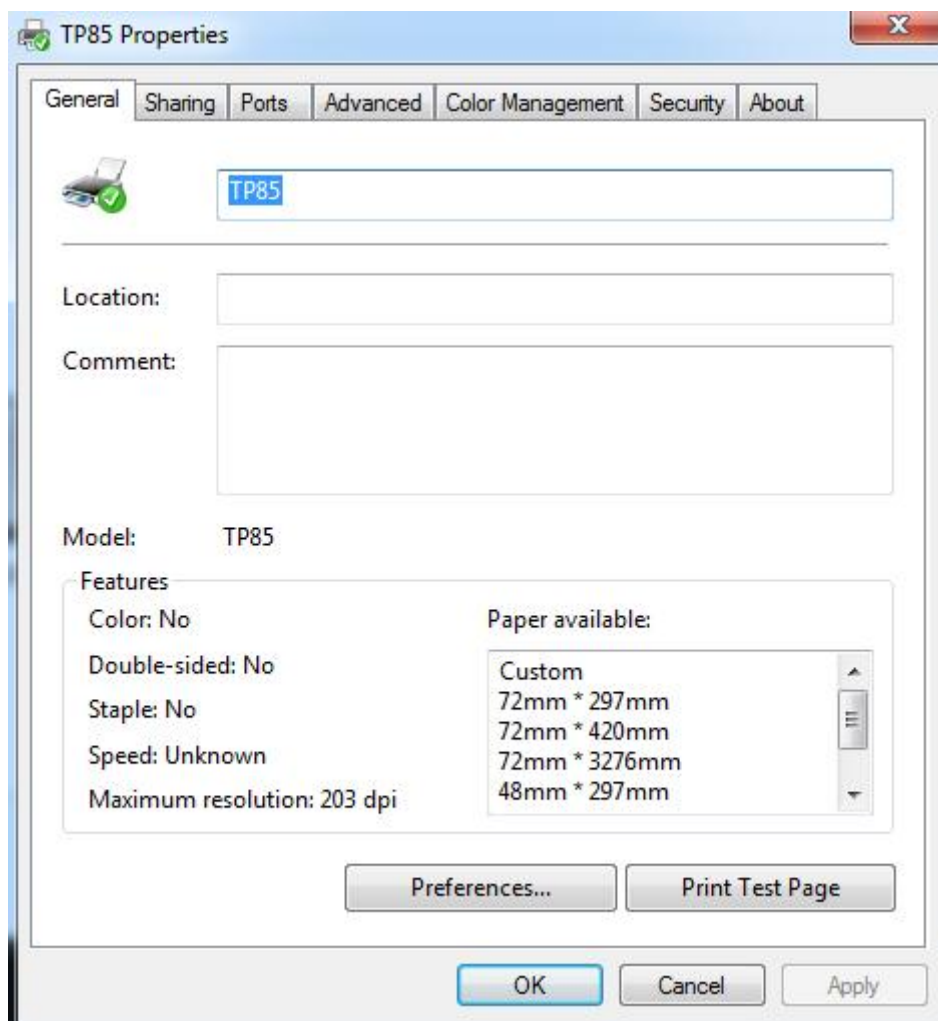 TP85 Properties
General Sharing Ports Advanced Color Management Security About
TP85
Location:
Comment:
Model: TP85
Features
Color: No
Double-sided: No
Staple: No
Speed: Unknown
Maximum resolution: 203 dpi
Paper available:
Custom
72mm * 297mm
72mm * 420mm
72mm * 3276mm
48mm * 297mm
Preferences... Print Test Page
OK Cancel Apply